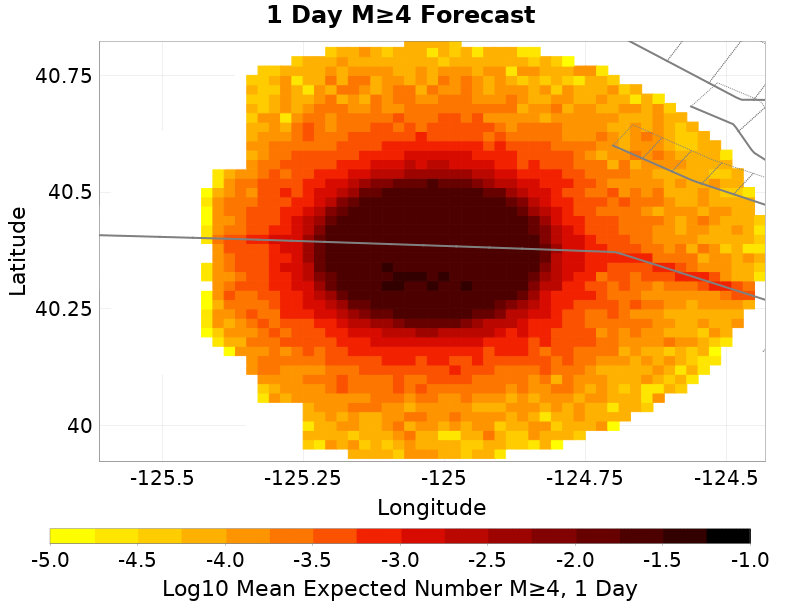 1 Day M≥4 Forecast
40.75
40.5
40.25
40
Latitude
-125.5 -125.25 -125 -124.75 -124.5
Longitude
-5.0 -4.5 -4.0 -3.5 -3.0 -2.5 -2.0 -1.5 -1.0
Log10 Mean Expected Number M≥4, 1 Day